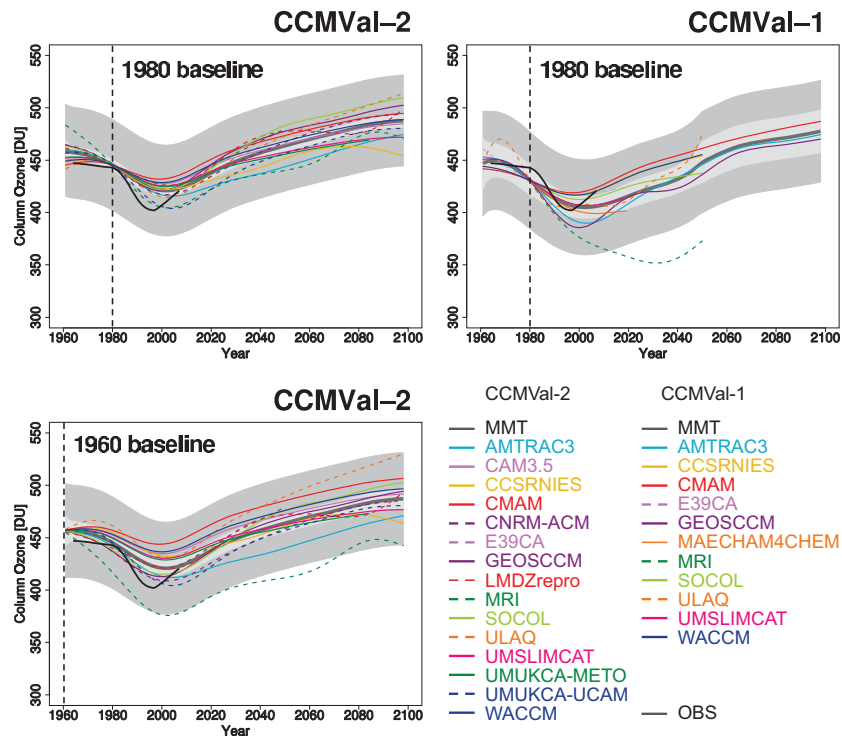 CCMVal–2
CCMVal–1
1980 baseline
1980 baseline
Column Ozone [DU]
550
500
450
400
350
300
1960 1980 2000 2020 2040 2060 2080 2100
Year
Column Ozone [DU]
550
500
450
400
350
300
1960 1980 2000 2020 2040 2060 2080 2100
Year
CCMVal–2
1960 baseline
Column Ozone [DU]
550
500
450
400
350
300
1960 1980 2000 2020 2040 2060 2080 2100
Year
CCMVal-2
MMT
AMTRAC3
CAM3.5
CCSRNIES
CMAM
CNRM-ACM
E39CA
GEOSCCM
LMDZrepro
MRI
SOCOL
ULAQ
UMSLIMCAT
UMUKCA-METO
UMUKCA-UCAM
WACCM
CCMVal-1
MMT
AMTRAC3
CCSRNIES
CMAM
E39CA
GEOSCCM
MAECHAM4CHEM
MRI
SOCOL
ULAQ
UMSLIMCAT
WACCM
OBS